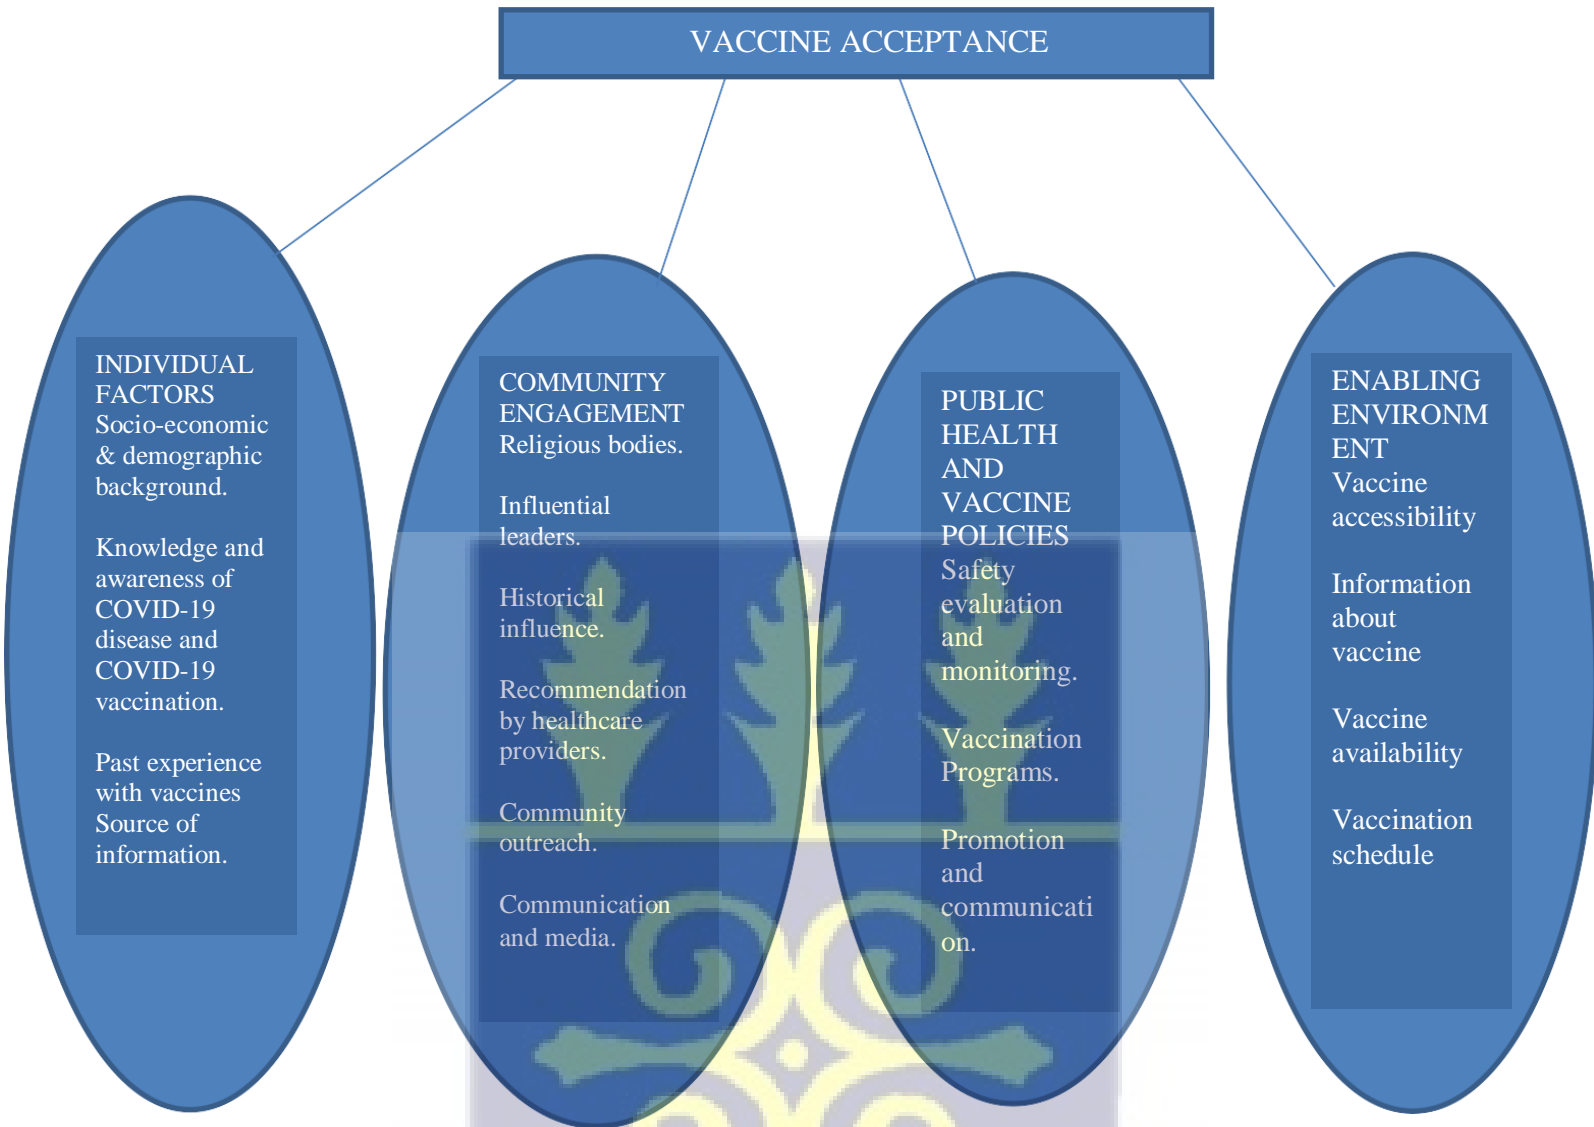 VACCINE ACCEPTANCE
INDIVIDUAL
FACTORS
Socio-economic
& demographic
background.
Knowledge and
awareness of
COVID-19
disease and
COVID-19
vaccination.
Past experience
with vaccines
Source of
information.
COMMUNITY
ENGAGEMENT
Religious bodies.
Influential
leaders.
Historical
influence.
Recommendation
by healthcare
providers.
Community
outreach.
Communication
and media.
PUBLIC
HEALTH
AND
VACCINE
POLICIES
Safety
evaluation
and
monitoring.
Vaccination
Programs.
Promotion
and
communicati
on.
ENABLING
ENVIRONM
ENT
Vaccine
accessibility
Information
about
vaccine
Vaccine
availability
Vaccination
schedule